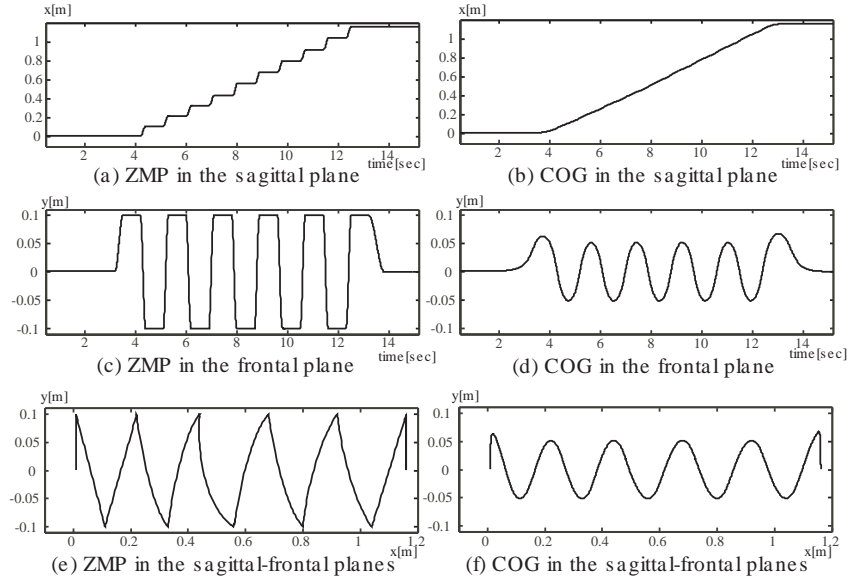 x[m]
1
0.8
0.6
0.4
0.2
0
2 4 6 8 10 12 14
time[sec]
(a) ZMP in the sagittal plane
x[m]
1
0.8
0.6
0.4
0.2
0
2 4 6 8 10 12 14
time[sec]
(b) COG in the sagittal plane
y[m]
0.1
0.05
0
-0.05
-0.1
2 4 6 8 10 12 14
time[sec]
(c) ZMP in the frontal plane
y[m]
0.1
0.05
0
-0.05
-0.1
2 4 6 8 10 12 14
time[sec]
(d) COG in the frontal plane
y[m]
0.1
0.05
0
-0.05
-0.1
0 0.2 0.4 0.6 0.8 1 1.2
x[m]
(e) ZMP in the sagittal-frontal planes
y[m]
0.1
0.05
0
-0.05
-0.1
0 0.2 0.4 0.6 0.8 1 1.2
x[m]
(f) COG in the sagittal-frontal planes